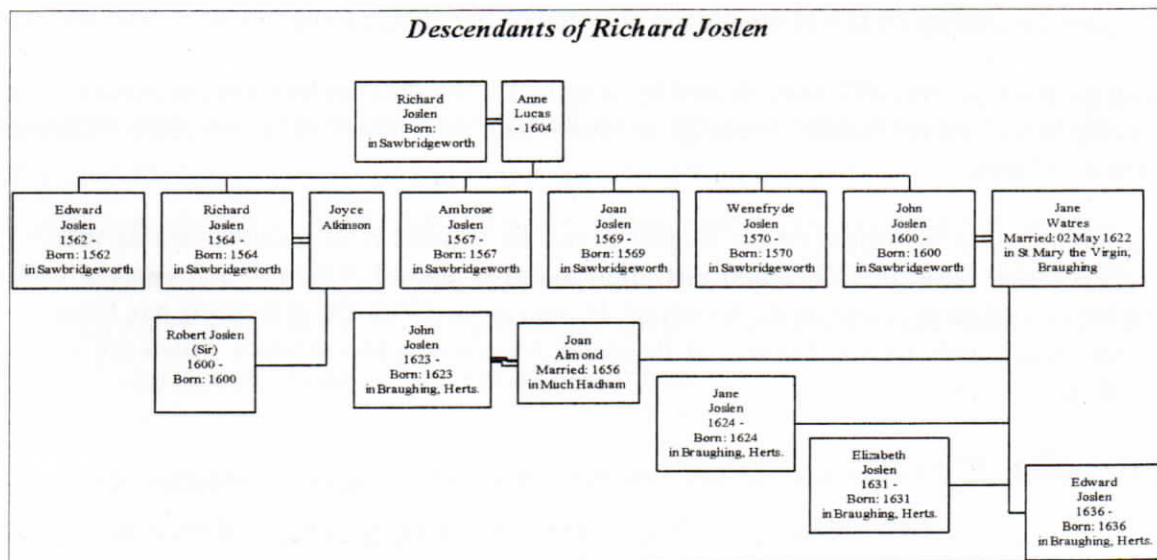 Descendants of Richard Joslen
Richard
Joslen
Born:
in Sawbridgeworth
Anne
Lucas
- 1604
Edward
Joslen
1562 -
Born: 1562
in Sawbridgeworth
Richard
Joslen
1564 -
Born: 1564
in Sawbridgeworth
Joyce
Atkinson
Ambrose
Joslen
1567 -
Born: 1567
in Sawbridgeworth
Joan
Joslen
1569 -
Born: 1569
in Sawbridgeworth
Wenefryde
Joslen
1570 -
Born: 1570
in Sawbridgeworth
John
Joslen
1600 -
Born: 1600
in Sawbridgeworth
Jane
Watres
Married: 02 May 1622
in St Mary the Virgin,
Braughing
Robert Joslen
(Sir)
1600 -
Born: 1600
John
Joslen
1623 -
Born: 1623
in Braughing, Herts.
Joan
Almond
Married: 1656
in Much Hadham
Jane
Joslen
1624 -
Born: 1624
in Braughing, Herts.
Elizabeth
Joslen
1631 -
Born: 1631
in Braughing, Herts.
Edward
Joslen
1636 -
Born: 1636
in Braughing, Herts.